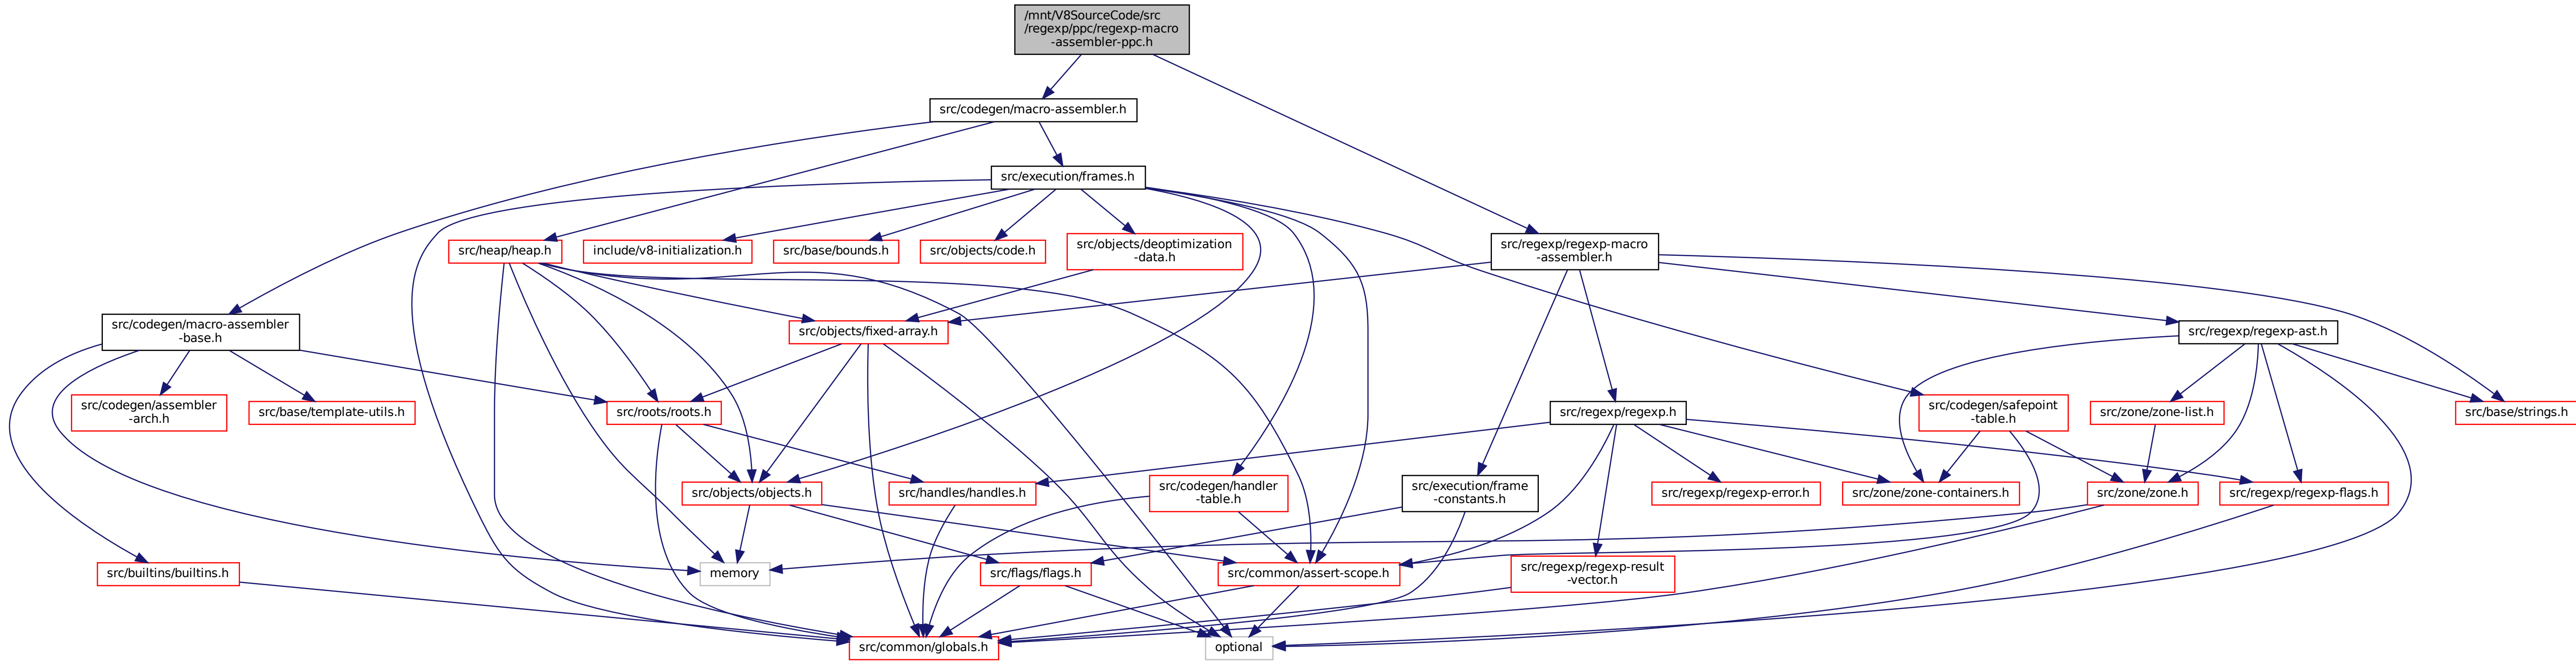 /mnt/V8SourceCode/src
/regexp/ppc/regexp-macro
-assembler-ppc.h
src/codegen/macro-assembler.h
src/execution/frames.h
src/heap/heap.h
include/v8-initialization.h
src/base/bounds.h
src/objects/code.h
src/objects/deoptimization
-data.h
src/regexp/regexp-macro
-assembler.h
src/codegen/macro-assembler
-base.h
src/objects/fixed-array.h
src/regexp/regexp-ast.h
src/codegen/assembler
-arch.h
src/base/template-utils.h
src/roots/roots.h
src/regexp/regexp.h
src/codegen/safepoint
-table.h
src/zone/zone-list.h
src/base/strings.h
src/objects/objects.h
src/handles/handles.h
src/codegen/handler
-table.h
src/execution/frame
-constants.h
src/regexp/regexp-error.h
src/zone/zone-containers.h
src/zone/zone.h
src/regexp/regexp-flags.h
src/builtins/builtins.h
memory
src/flags/flags.h
src/common/assert-scope.h
src/regexp/regexp-result
-vector.h
src/common/globals.h
optional